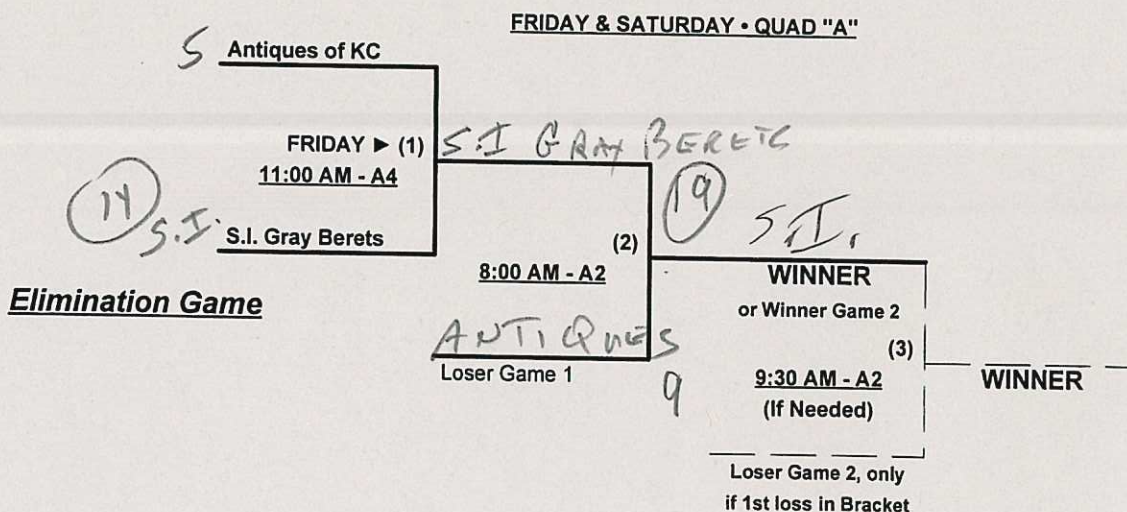 FRIDAY & SATURDAY • QUAD "A"
5 Antiques of KC
FRIDAY ► (1)
11:00 AM - A4
S.I GRAY BERETS
14 S.I. S.I. Gray Berets
(2)
8:00 AM - A2
19 S.I.
WINNER
or Winner Game 2
Elimination Game
ANTIQUES
Loser Game 1
9
(3)
9:30 AM - A2
(If Needed)
WINNER
Loser Game 2, only
if 1st loss in Bracket